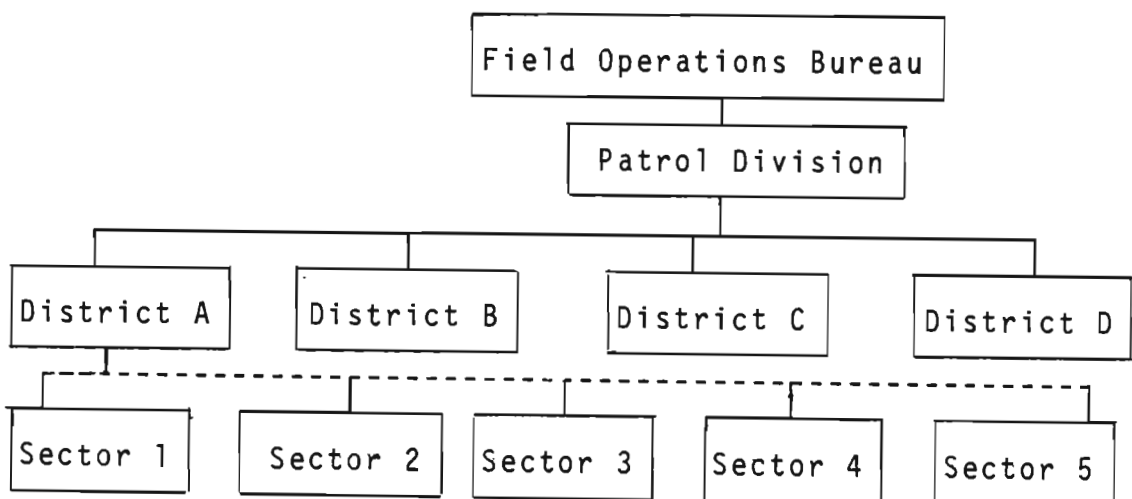 Field Operations Bureau
Patrol Division
District A
District B
District C
District D
Sector 1
Sector 2
Sector 3
Sector 4
Sector 5